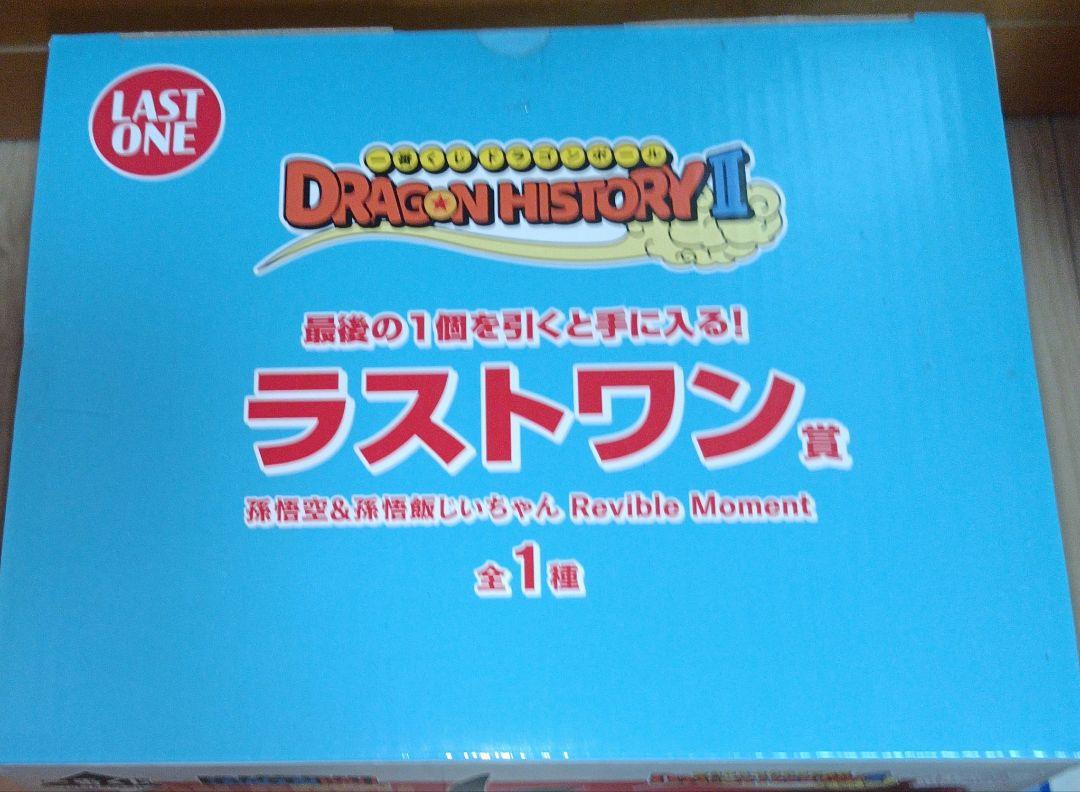 LAST
ONE
一番くじ ドラゴンボール
DRAGON HISTORY II
最後の1個を引くと手に入る!
ラストワン賞
孫悟空&孫悟飯じいちゃん Revible Moment
全1種